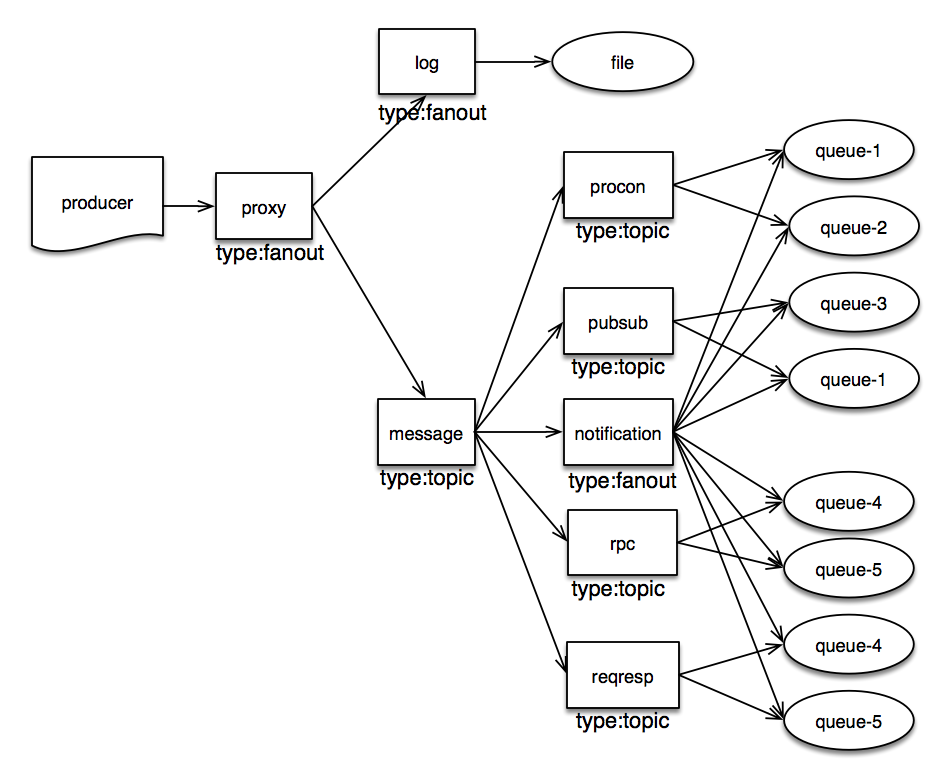 log
file
type:fanout
producer
proxy
type:fanout
procon
type:topic
queue-1
queue-2
pubsub
type:topic
queue-3
queue-1
message
type:topic
notification
type:fanout
rpc
type:topic
queue-4
queue-5
reqresp
type:topic
queue-4
queue-5